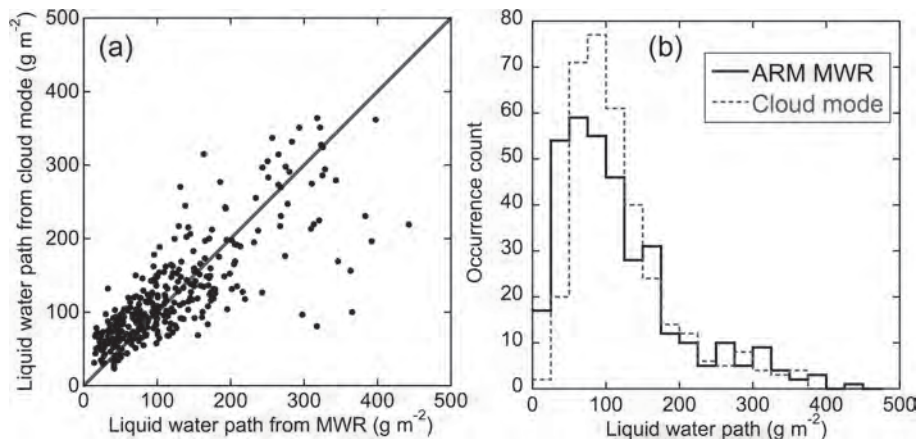 (a)
Liquid water path from cloud mode (g m⁻²)
500
400
300
200
100
0
0 100 200 300 400 500
Liquid water path from MWR (g m⁻²)
(b)
ARM MWR
Cloud mode
Occurrence count
80
70
60
50
40
30
20
10
0
0 100 200 300 400 500
Liquid water path (g m⁻²)